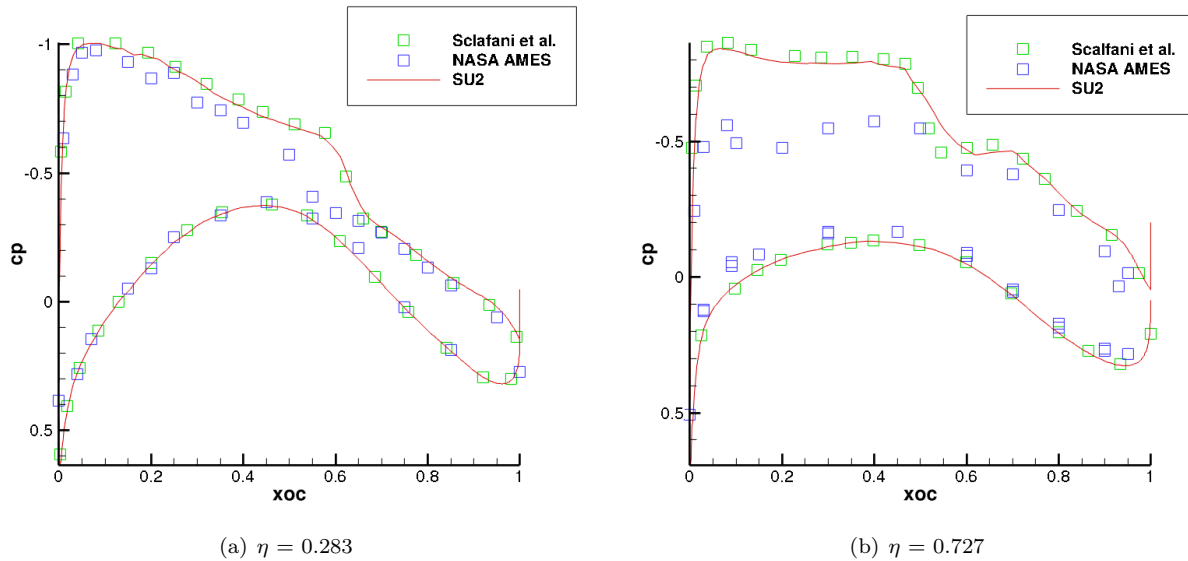 Sclafani et al.
NASA AMES
SU2
-1
-0.5
0
0.5
cp
0
0.2
0.4
0.6
0.8
1
xoc
(a) η = 0.283
Scalfani et al.
NASA AMES
SU2
-0.5
0
0.5
cp
0
0.2
0.4
0.6
0.8
1
xoc
(b) η = 0.727